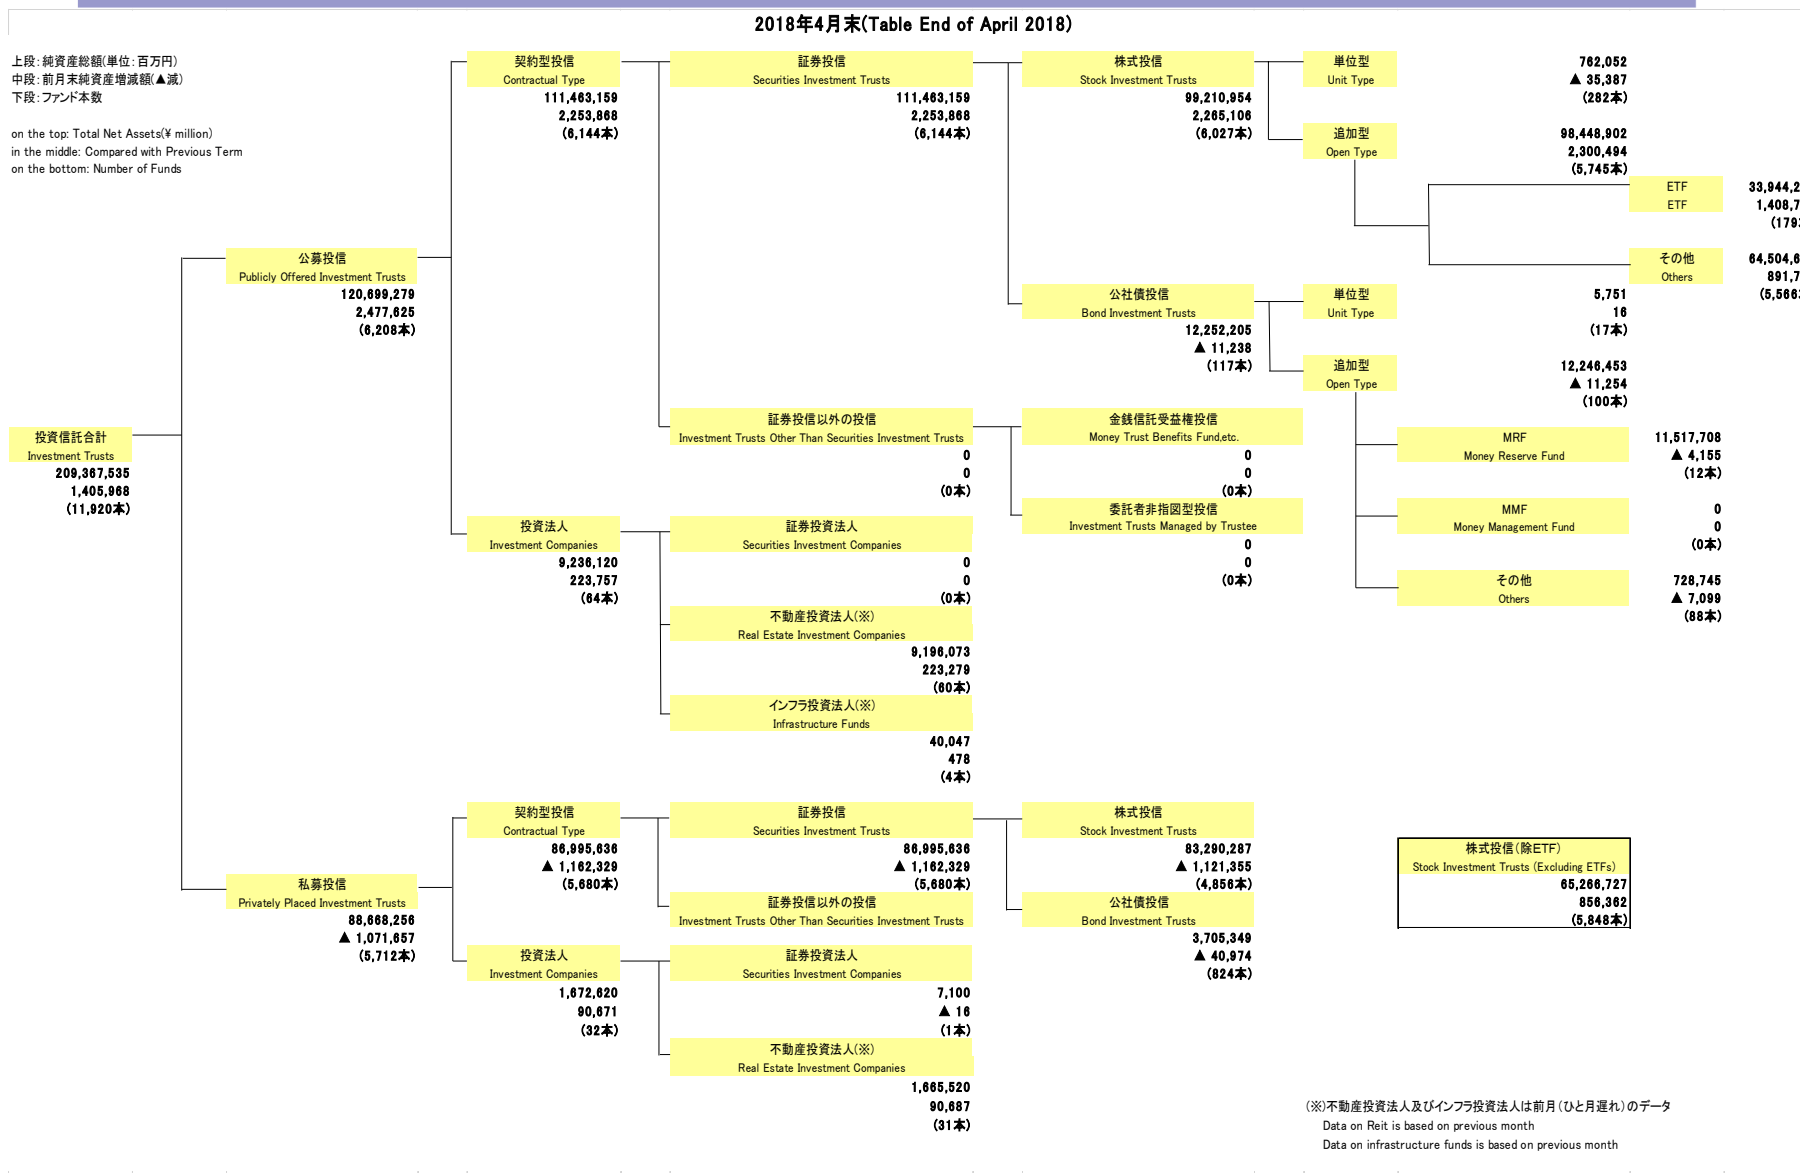 2018年4月末(Table End of April 2018)
上段：純資産総額(単位：百万円)
中段：前月末純資産増減額(▲減)
下段：ファンド本数
on the top: Total Net Assets(¥ million)
in the middle: Compared with Previous Term
on the bottom: Number of Funds
投資信託合計
Investment Trusts
209,367,535
1,405,968
(11,920本)
公募投信
Publicly Offered Investment Trusts
120,699,279
2,477,625
(6,208本)
契約型投信
Contractual Type
111,463,159
2,253,868
(6,144本)
証券投信
Securities Investment Trusts
111,463,159
2,253,868
(6,144本)
株式投信
Stock Investment Trusts
99,210,954
2,265,106
(6,027本)
単位型
Unit Type
762,052
▲ 35,387
(282本)
追加型
Open Type
98,448,902
2,300,494
(5,745本)
ETF
ETF
33,944,2
1,408,7
(179
その他
Others
64,504,6
891,7
(5,566
公社債投信
Bond Investment Trusts
12,252,205
▲ 11,238
(117本)
単位型
Unit Type
5,751
16
(17本)
追加型
Open Type
12,246,453
▲ 11,254
(100本)
MRF
Money Reserve Fund
11,517,708
▲ 4,155
(12本)
MMF
Money Management Fund
0
0
(0本)
その他
Others
728,745
▲ 7,099
(88本)
証券投信以外の投信
Investment Trusts Other Than Securities Investment Trusts
0
0
(0本)
金銭信託受益権投信
Money Trust Benefits Fund,etc.
0
0
(0本)
委託者非指図型投信
Investment Trusts Managed by Trustee
0
0
(0本)
投資法人
Investment Companies
9,236,120
223,757
(64本)
証券投資法人
Securities Investment Companies
0
0
(0本)
不動産投資法人(※)
Real Estate Investment Companies
9,196,073
223,279
(60本)
インフラ投資法人(※)
Infrastructure Funds
40,047
478
(4本)
私募投信
Privately Placed Investment Trusts
88,668,256
▲ 1,071,657
(5,712本)
契約型投信
Contractual Type
86,995,636
▲ 1,162,329
(5,680本)
証券投信
Securities Investment Trusts
86,995,636
▲ 1,162,329
(5,680本)
株式投信
Stock Investment Trusts
83,290,287
▲ 1,121,355
(4,856本)
公社債投信
Bond Investment Trusts
3,705,349
▲ 40,974
(824本)
証券投信以外の投信
Investment Trusts Other Than Securities Investment Trusts
投資法人
Investment Companies
1,672,620
90,671
(32本)
証券投資法人
Securities Investment Companies
7,100
▲ 16
(1本)
不動産投資法人(※)
Real Estate Investment Companies
1,665,520
90,687
(31本)
株式投信(除ETF)
Stock Investment Trusts (Excluding ETFs)
65,266,727
856,362
(5,848本)
(※)不動産投資法人及びインフラ投資法人は前月(ひと月遅れ)のデータ
Data on Reit is based on previous month
Data on infrastructure funds is based on previous month